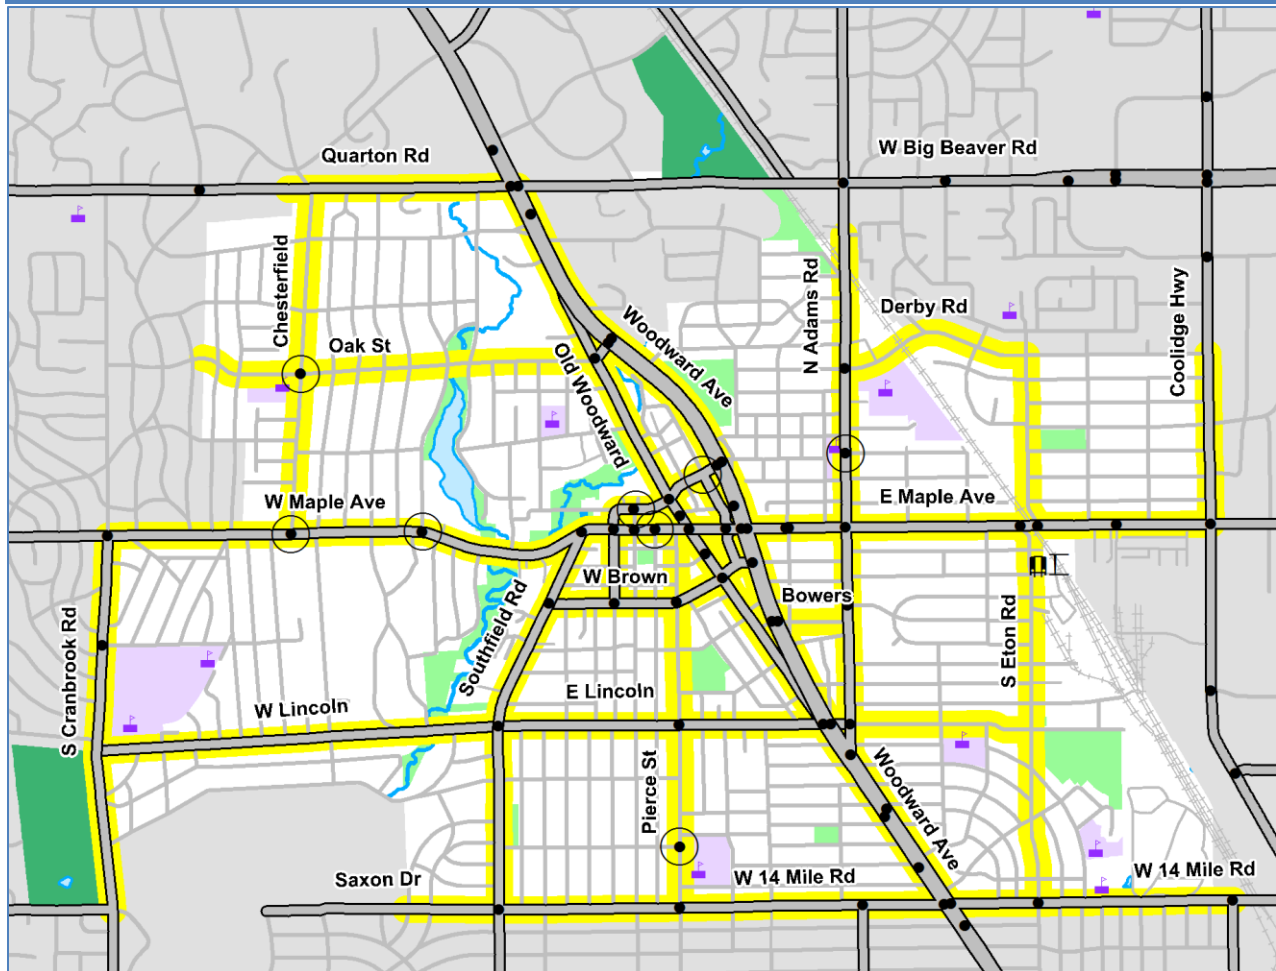 W Big Beaver Rd
Quarton Rd
Chesterfield
N Adams Rd
Coolidge Hwy
Derby Rd
Woodward Ave
Oak St
Old Woodward
W Maple Ave
E Maple Ave
W Brown
Bowers
S Cranbrook Rd
Southfield Rd
S Eton Rd
E Lincoln
W Lincoln
Pierce St
Woodward Ave
W 14 Mile Rd
W 14 Mile Rd
Saxon Dr